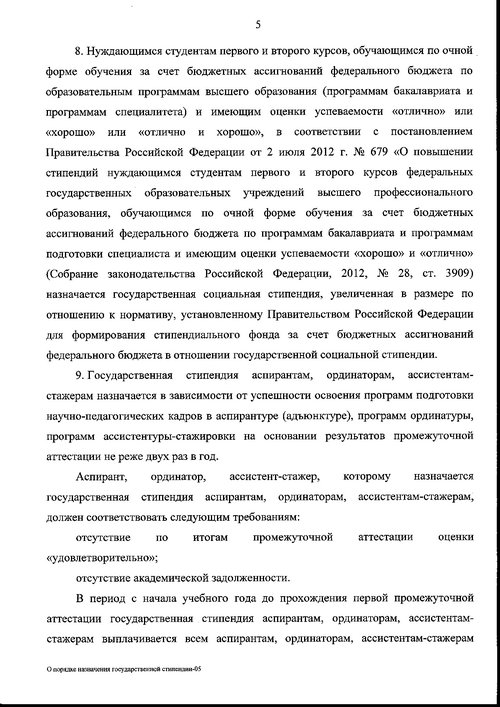 5
8. Нуждающимся студентам первого и второго курсов, обучающимся по очной
форме обучения за счет бюджетных ассигнований федерального бюджета по
образовательным программам высшего образования (программам бакалавриата и
программам специалитета) и имеющим оценки успеваемости «отлично» или
«хорошо» или «отлично и хорошо», в соответствии с постановлением
Правительства Российской Федерации от 2 июля 2012 г. № 679 «О повышении
стипендий нуждающимся студентам первого и второго курсов федеральных
государственных образовательных учреждений высшего профессионального
образования, обучающимся по очной форме обучения за счет бюджетных
ассигнований федерального бюджета по программам бакалавриата и программам
подготовки специалиста и имеющим оценки успеваемости «хорошо» и «отлично»
(Собрание законодательства Российской Федерации, 2012, № 28, ст. 3909)
назначается государственная социальная стипендия, увеличенная в размере по
отношению к нормативу, установленному Правительством Российской Федерации
для формирования стипендиального фонда за счет бюджетных ассигнований
федерального бюджета в отношении государственной социальной стипендии.
9. Государственная стипендия аспирантам, ординаторам, ассистентам-
стажерам назначается в зависимости от успешности освоения программ подготовки
научно-педагогических кадров в аспирантуре (адъюнктуре), программ ординатуры,
программ ассистентуры-стажировки на основании результатов промежуточной
аттестации не реже двух раз в год.
Аспирант, ординатор, ассистент-стажер, которому назначается
государственная стипендия аспирантам, ординаторам, ассистентам-стажерам,
должен соответствовать следующим требованиям:
отсутствие по итогам промежуточной аттестации оценки
«удовлетворительно»;
отсутствие академической задолженности.
В период с начала учебного года до прохождения первой промежуточной
аттестации государственная стипендия аспирантам, ординаторам, ассистентам-
стажерам выплачивается всем аспирантам, ординаторам, ассистентам-стажерам
О порядке назначения государственной стипендии-05